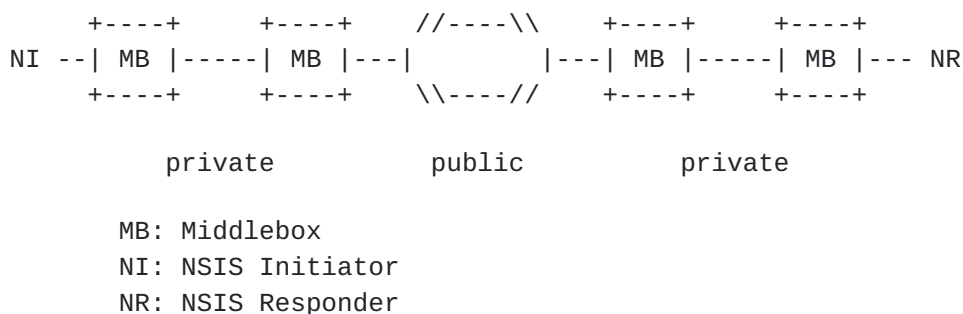 +----+     +----+    //----\\    +----+     +----+
NI --| MB |-----| MB |---|        |---| MB |-----| MB |--- NR
     +----+     +----+    \\----//    +----+     +----+
          private          public          private
       MB: Middlebox
       NI: NSIS Initiator
       NR: NSIS Responder